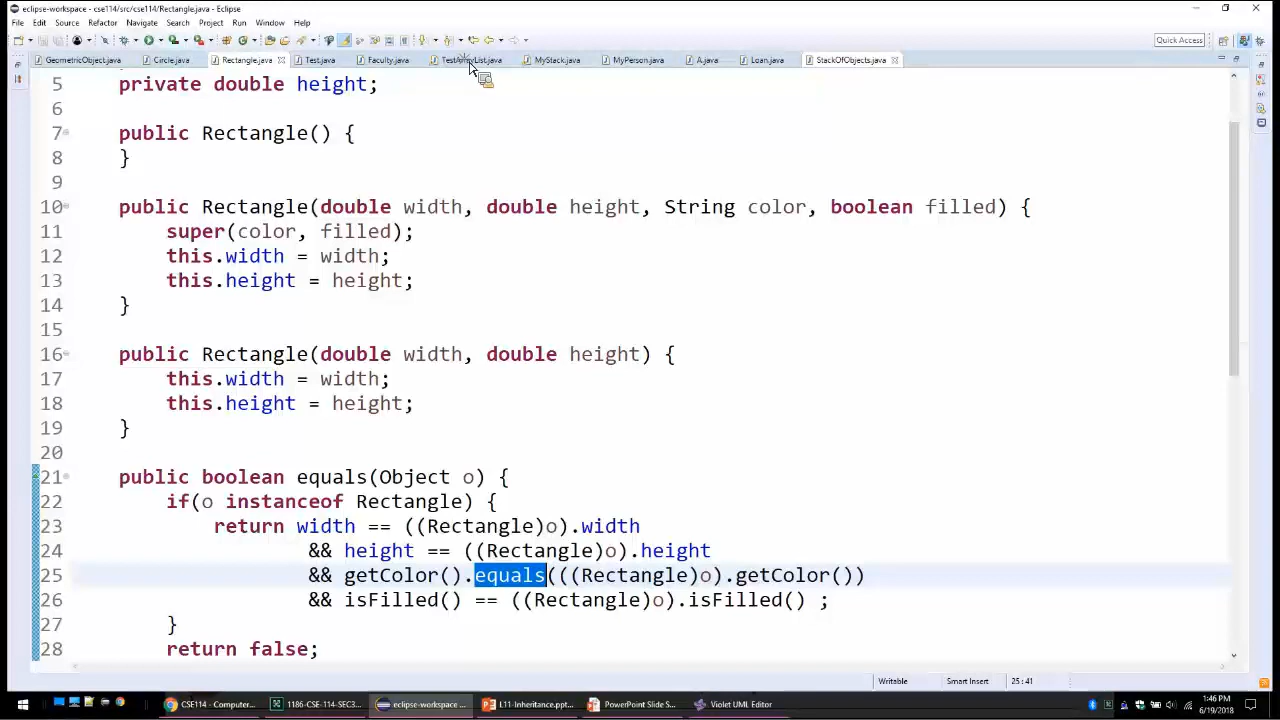 eclipse-workspace - cse114/src/cse114/Rectangle.java - Eclipse
File Edit Source Refactor Navigate Search Project Run Window Help
Quick Access
GeometricObject.java Circle.java Rectangle.java Test.java Faculty.java MyStack.java MyPerson.java A.java Loan.java StackOfObjects.java
5 private double height;
6
7 public Rectangle() {
8 }
9
10 public Rectangle(double width, double height, String color, boolean filled) {
11 super(color, filled);
12 this.width = width;
13 this.height = height;
14 }
15
16 public Rectangle(double width, double height) {
17 this.width = width;
18 this.height = height;
19 }
20
21 public boolean equals(Object o) {
22 if(o instanceof Rectangle) {
23 return width == ((Rectangle)o).width
24 && height == ((Rectangle)o).height
25 && getColor().equals(((Rectangle)o).getColor())
26 && isFilled() == ((Rectangle)o).isFilled() ;
27 }
28 return false;
Writable Smart Insert 25 : 41
CSE114 - Computer... 1186-CSE-114-SEC3... eclipse-workspace ... L11-Inheritance.ppt... PowerPoint Slide S... Violet UML Editor
1:46 PM
6/19/2018